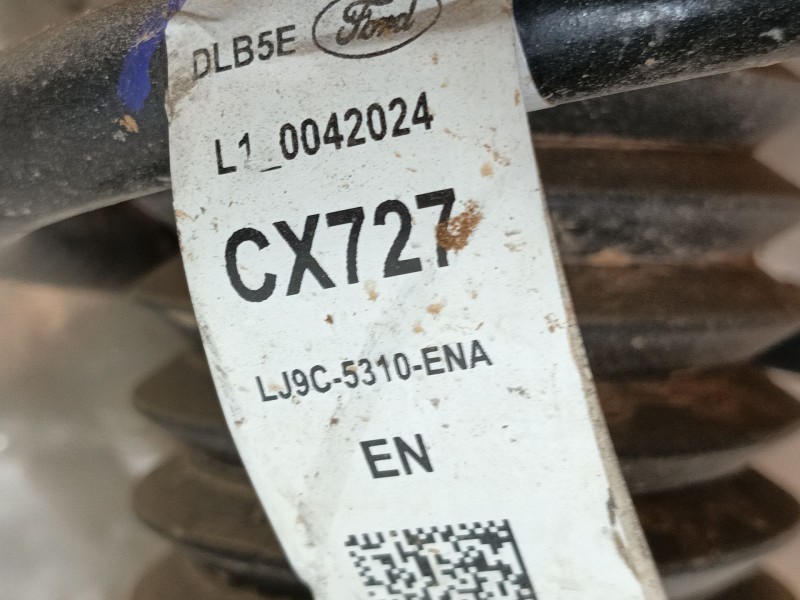 DLB5E Ford
L1_0042024
CX727
LJ9C-5310-ENA
EN